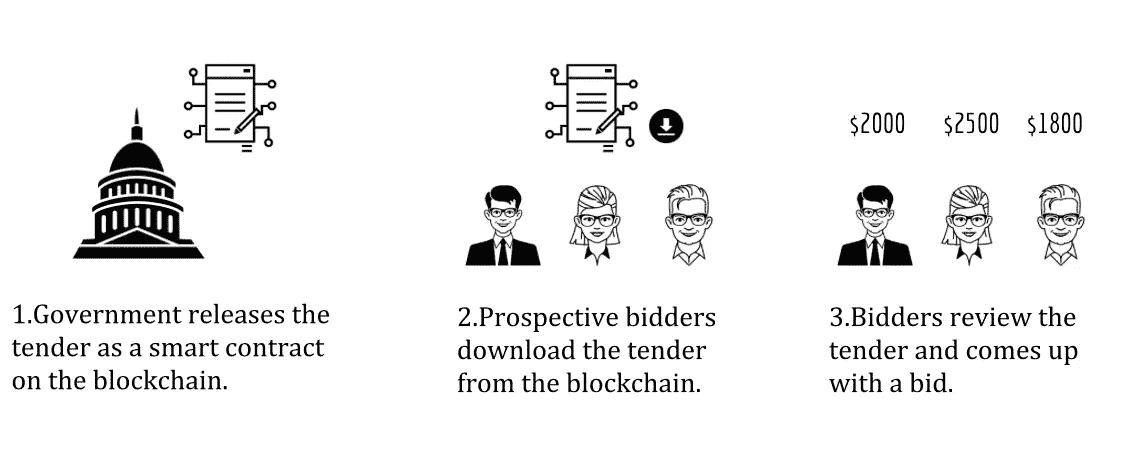 $2000 $2500 $1800
1.Government releases the
tender as a smart contract
on the blockchain.
2.Prospective bidders
download the tender
from the blockchain.
3.Bidders review the
tender and comes up
with a bid.